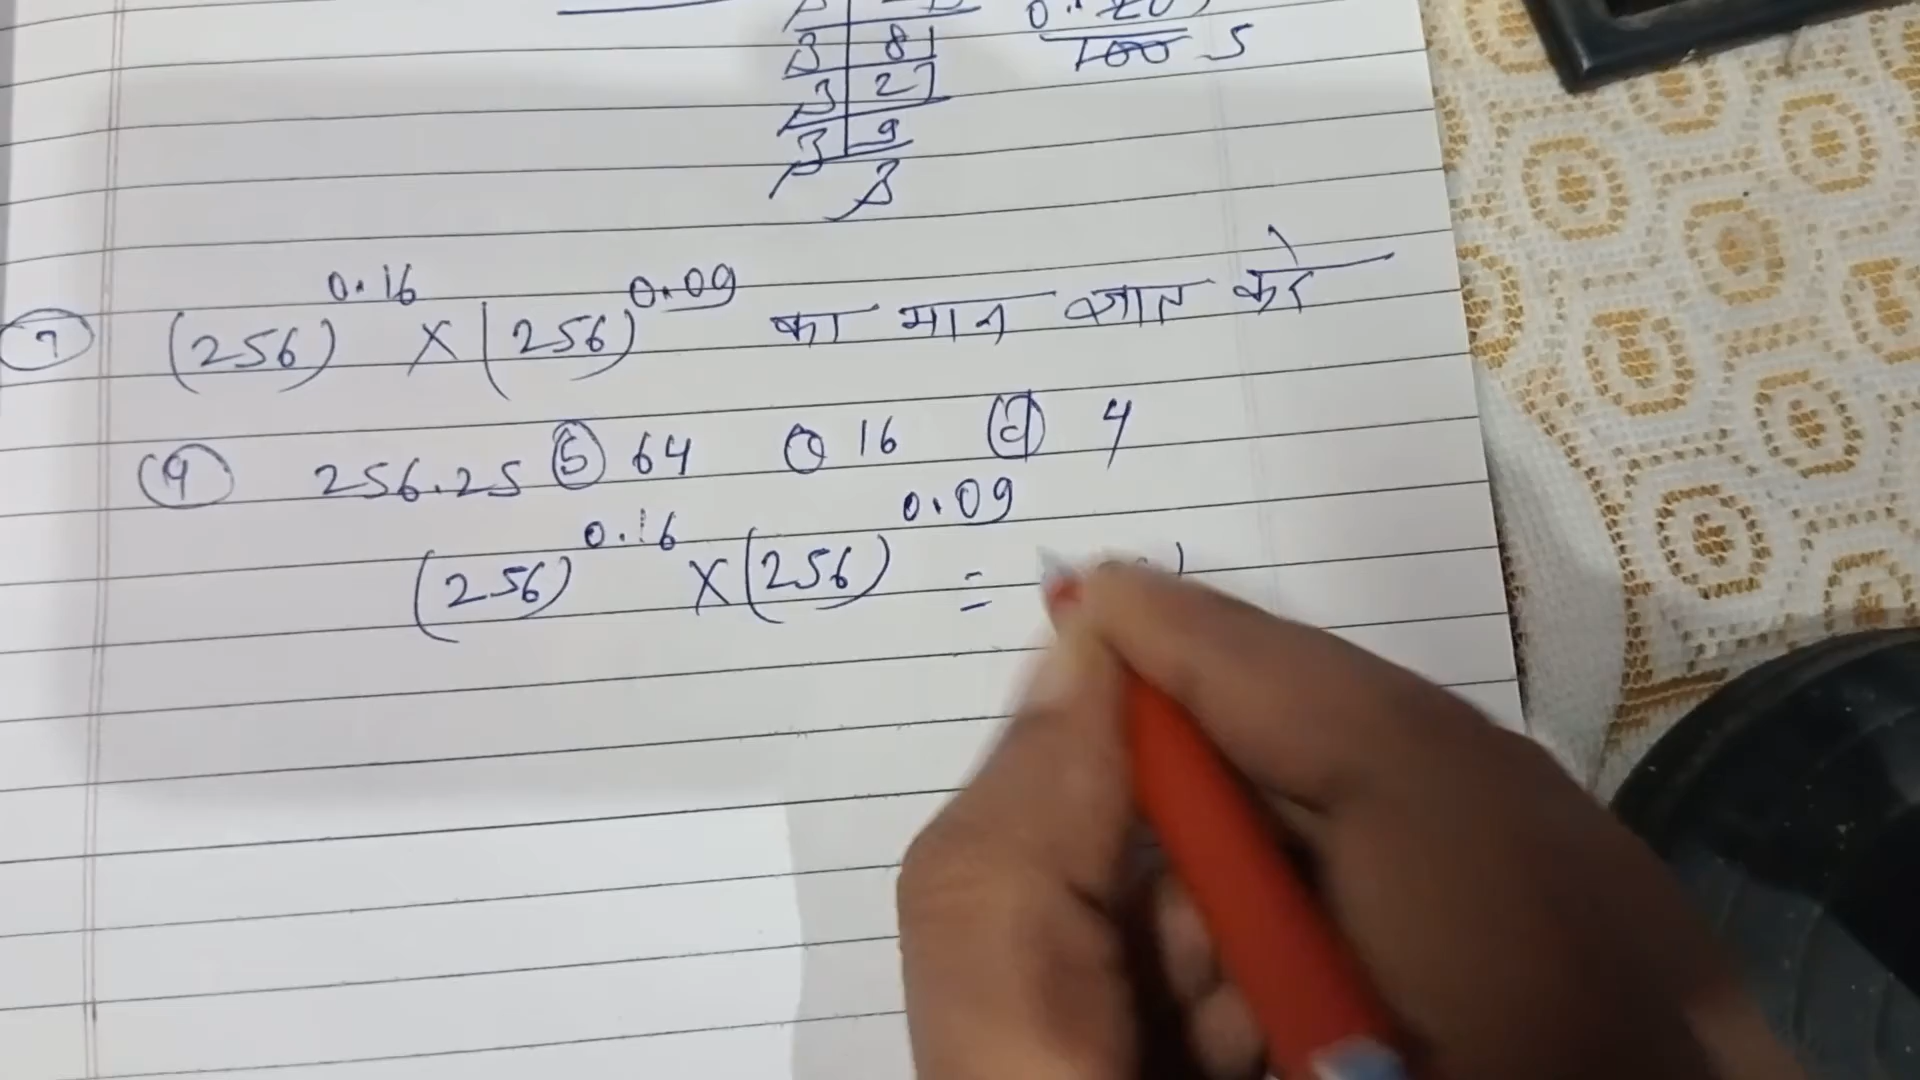 3 | 81
3 | 27
3 | 9
3
100 5
7 (256)^0.16 × (256)^0.09 का मान ज्ञात करे
(9) 256.25 (b) 64 16 (d) 4
(256)^0.16 × (256)^0.09 =